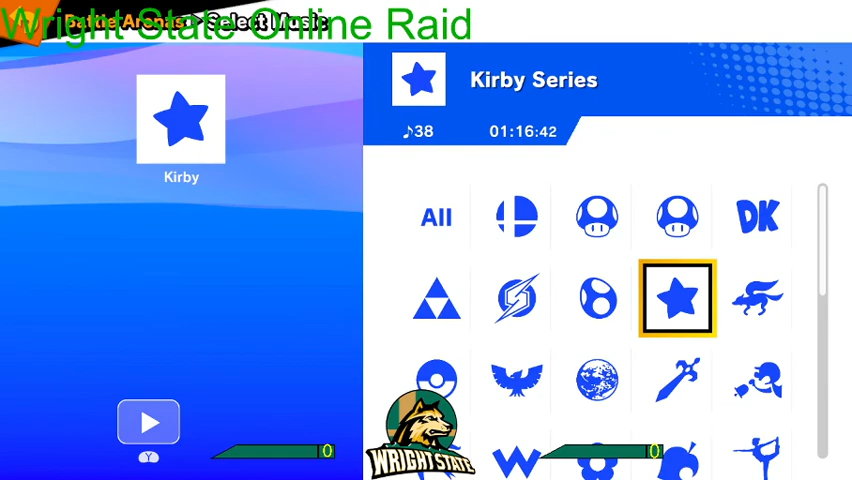 Wright State Online Raid
Battle Arenas > Select Music
Kirby Series
♪38 01:16:42
Kirby
All
DK
Y
0
WRIGHT STATE
0